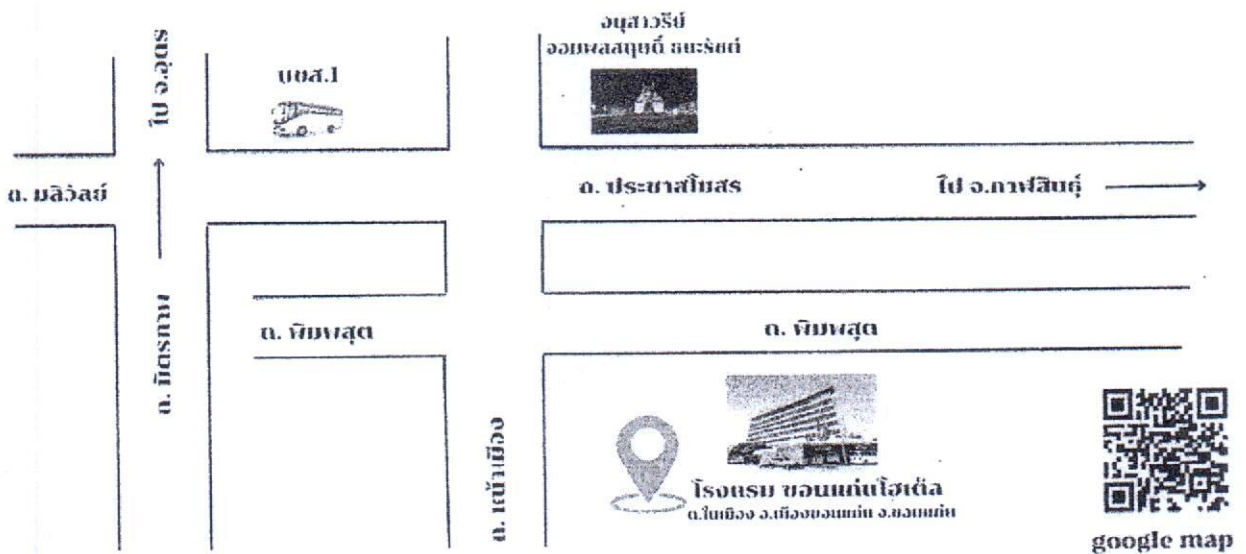 อนุสาวรีย์
จอมพลสฤษดิ์ ธนะรัชต์
บขส.1
ไป จ.อุดร
ถ. มลิวัลย์
ถ. ประชาสโมสร
ไป จ.กาฬสินธุ์
ถ. มิตรภาพ
ถ. พิมพสุต
ถ. พิมพสุต
ถ. หน้าเมือง
โรงแรม ขอนแก่นโฮเต็ล
ต.ในเมือง อ.เมืองขอนแก่น จ.ขอนแก่น
google map